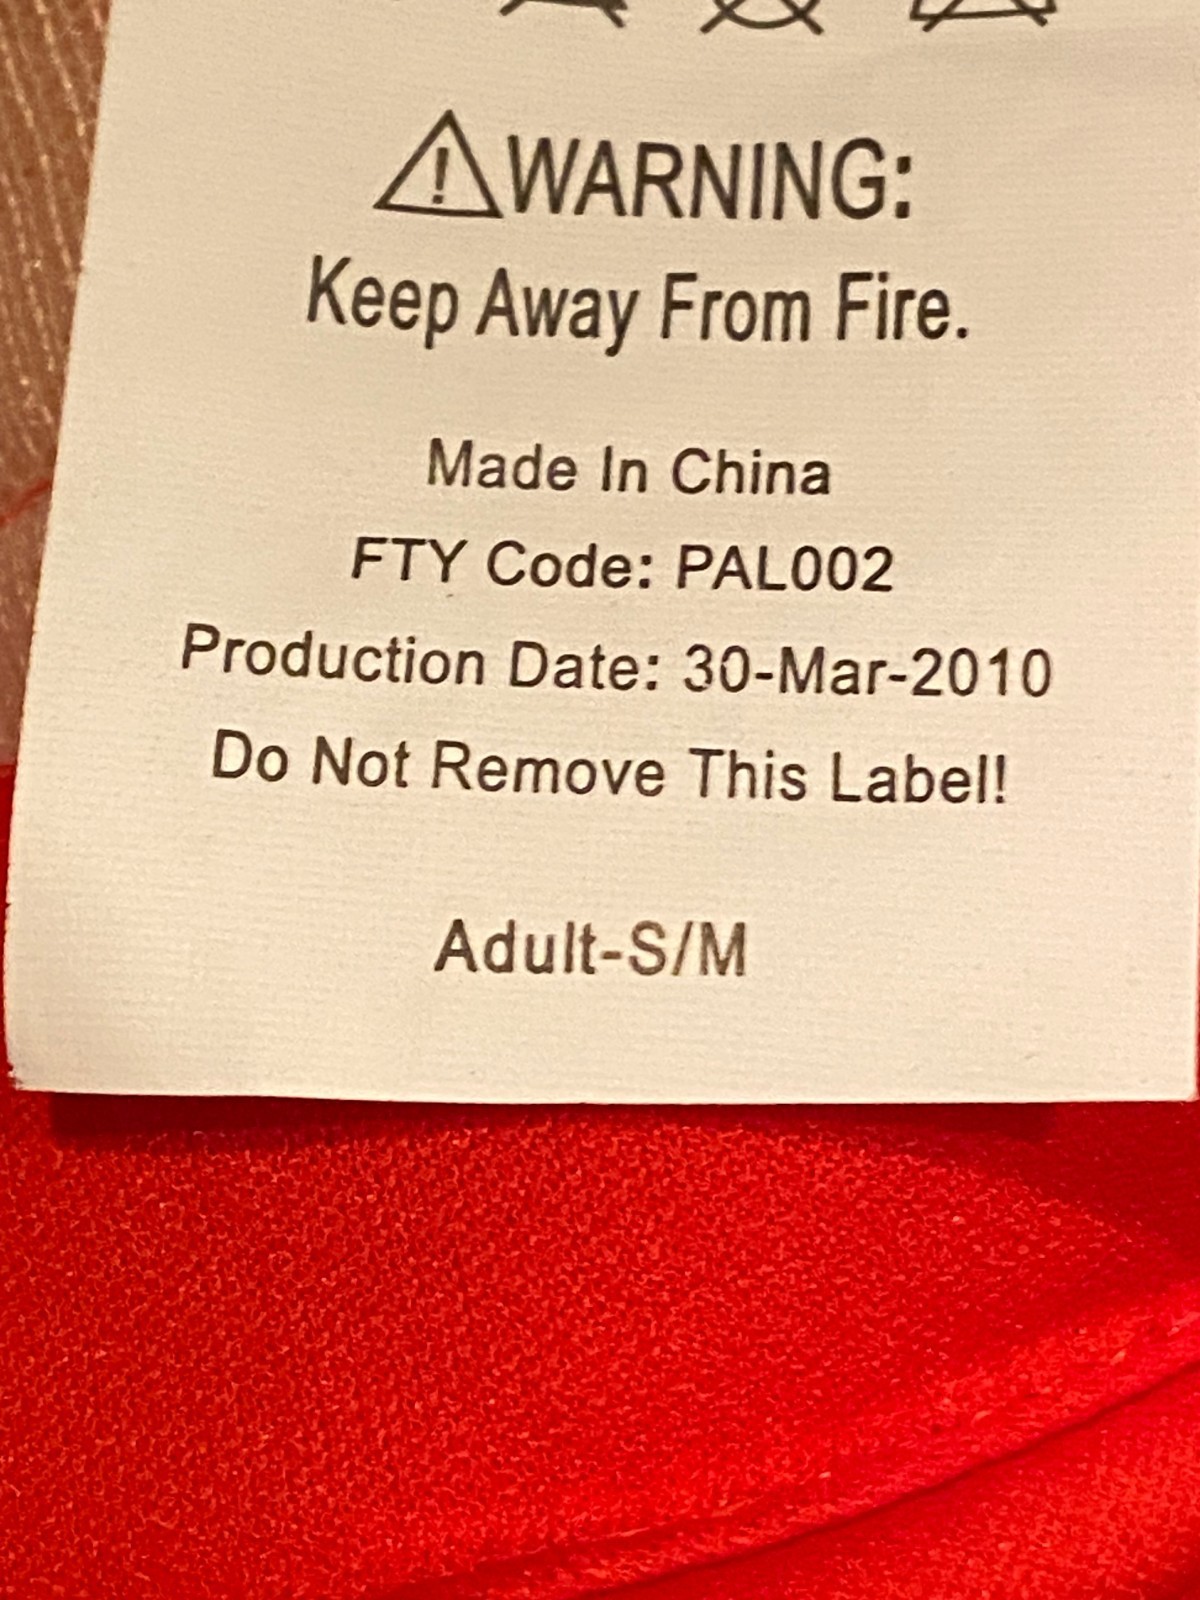 WARNING:
Keep Away From Fire.
Made In China
FTY Code: PAL002
Production Date: 30-Mar-2010
Do Not Remove This Label!
Adult-S/M